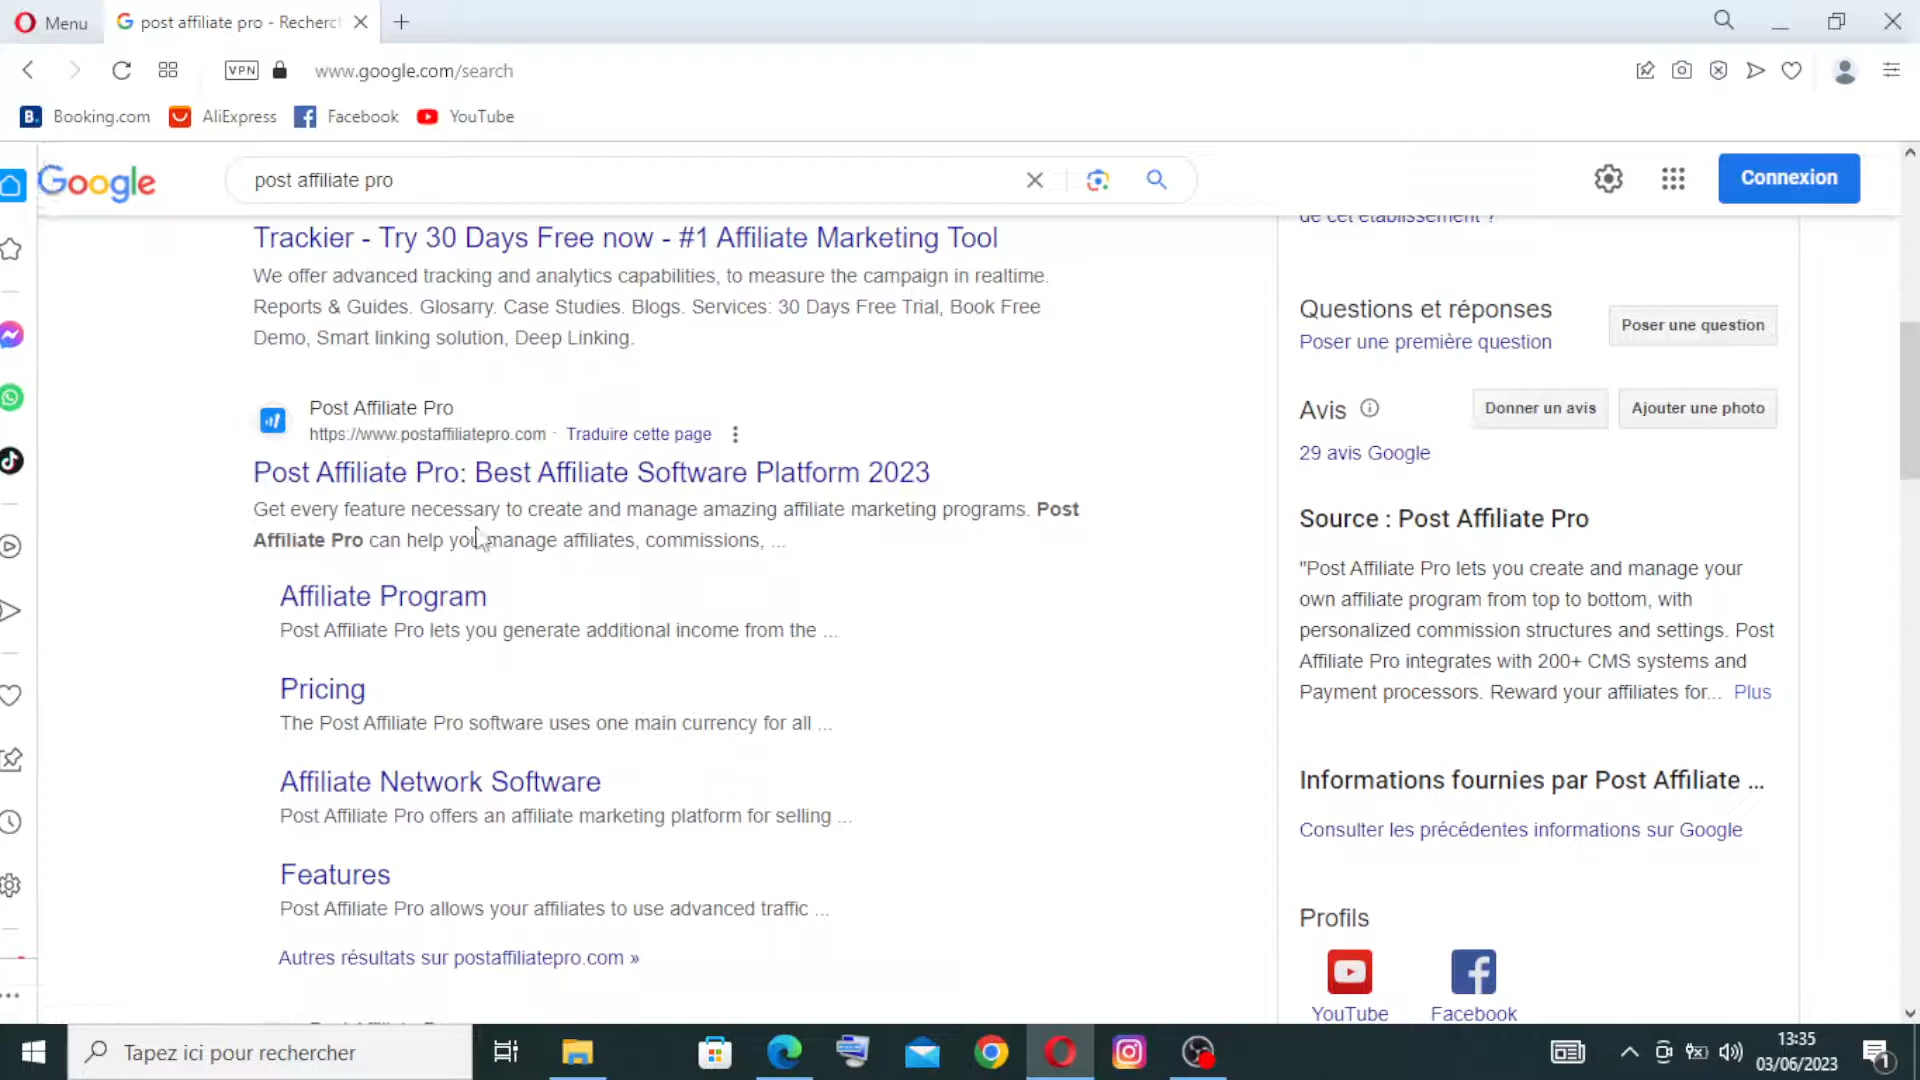 Menu
post affiliate pro - Recherc
VPN
www.google.com/search
B.
Booking.com
AliExpress
Facebook
YouTube
Google
post affiliate pro
Connexion
Trackier - Try 30 Days Free now - #1 Affiliate Marketing Tool
We offer advanced tracking and analytics capabilities, to measure the campaign in realtime.
Reports & Guides. Glosarry. Case Studies. Blogs. Services: 30 Days Free Trial, Book Free
Demo, Smart linking solution, Deep Linking.
Post Affiliate Pro
https://www.postaffiliatepro.com · Traduire cette page
Post Affiliate Pro: Best Affiliate Software Platform 2023
Get every feature necessary to create and manage amazing affiliate marketing programs. Post
Affiliate Pro can help you manage affiliates, commissions, ...
Affiliate Program
Post Affiliate Pro lets you generate additional income from the ...
Pricing
The Post Affiliate Pro software uses one main currency for all ...
Affiliate Network Software
Post Affiliate Pro offers an affiliate marketing platform for selling ...
Features
Post Affiliate Pro allows your affiliates to use advanced traffic ...
Autres résultats sur postaffiliatepro.com »
de cet établissement ?
Questions et réponses
Poser une question
Poser une première question
Avis
Donner un avis
Ajouter une photo
29 avis Google
Source : Post Affiliate Pro
"Post Affiliate Pro lets you create and manage your
own affiliate program from top to bottom, with
personalized commission structures and settings. Post
Affiliate Pro integrates with 200+ CMS systems and
Payment processors. Reward your affiliates for... Plus
Informations fournies par Post Affiliate ...
Consulter les précédentes informations sur Google
Profils
YouTube
Facebook
Tapez ici pour rechercher
13:35
03/06/2023
1